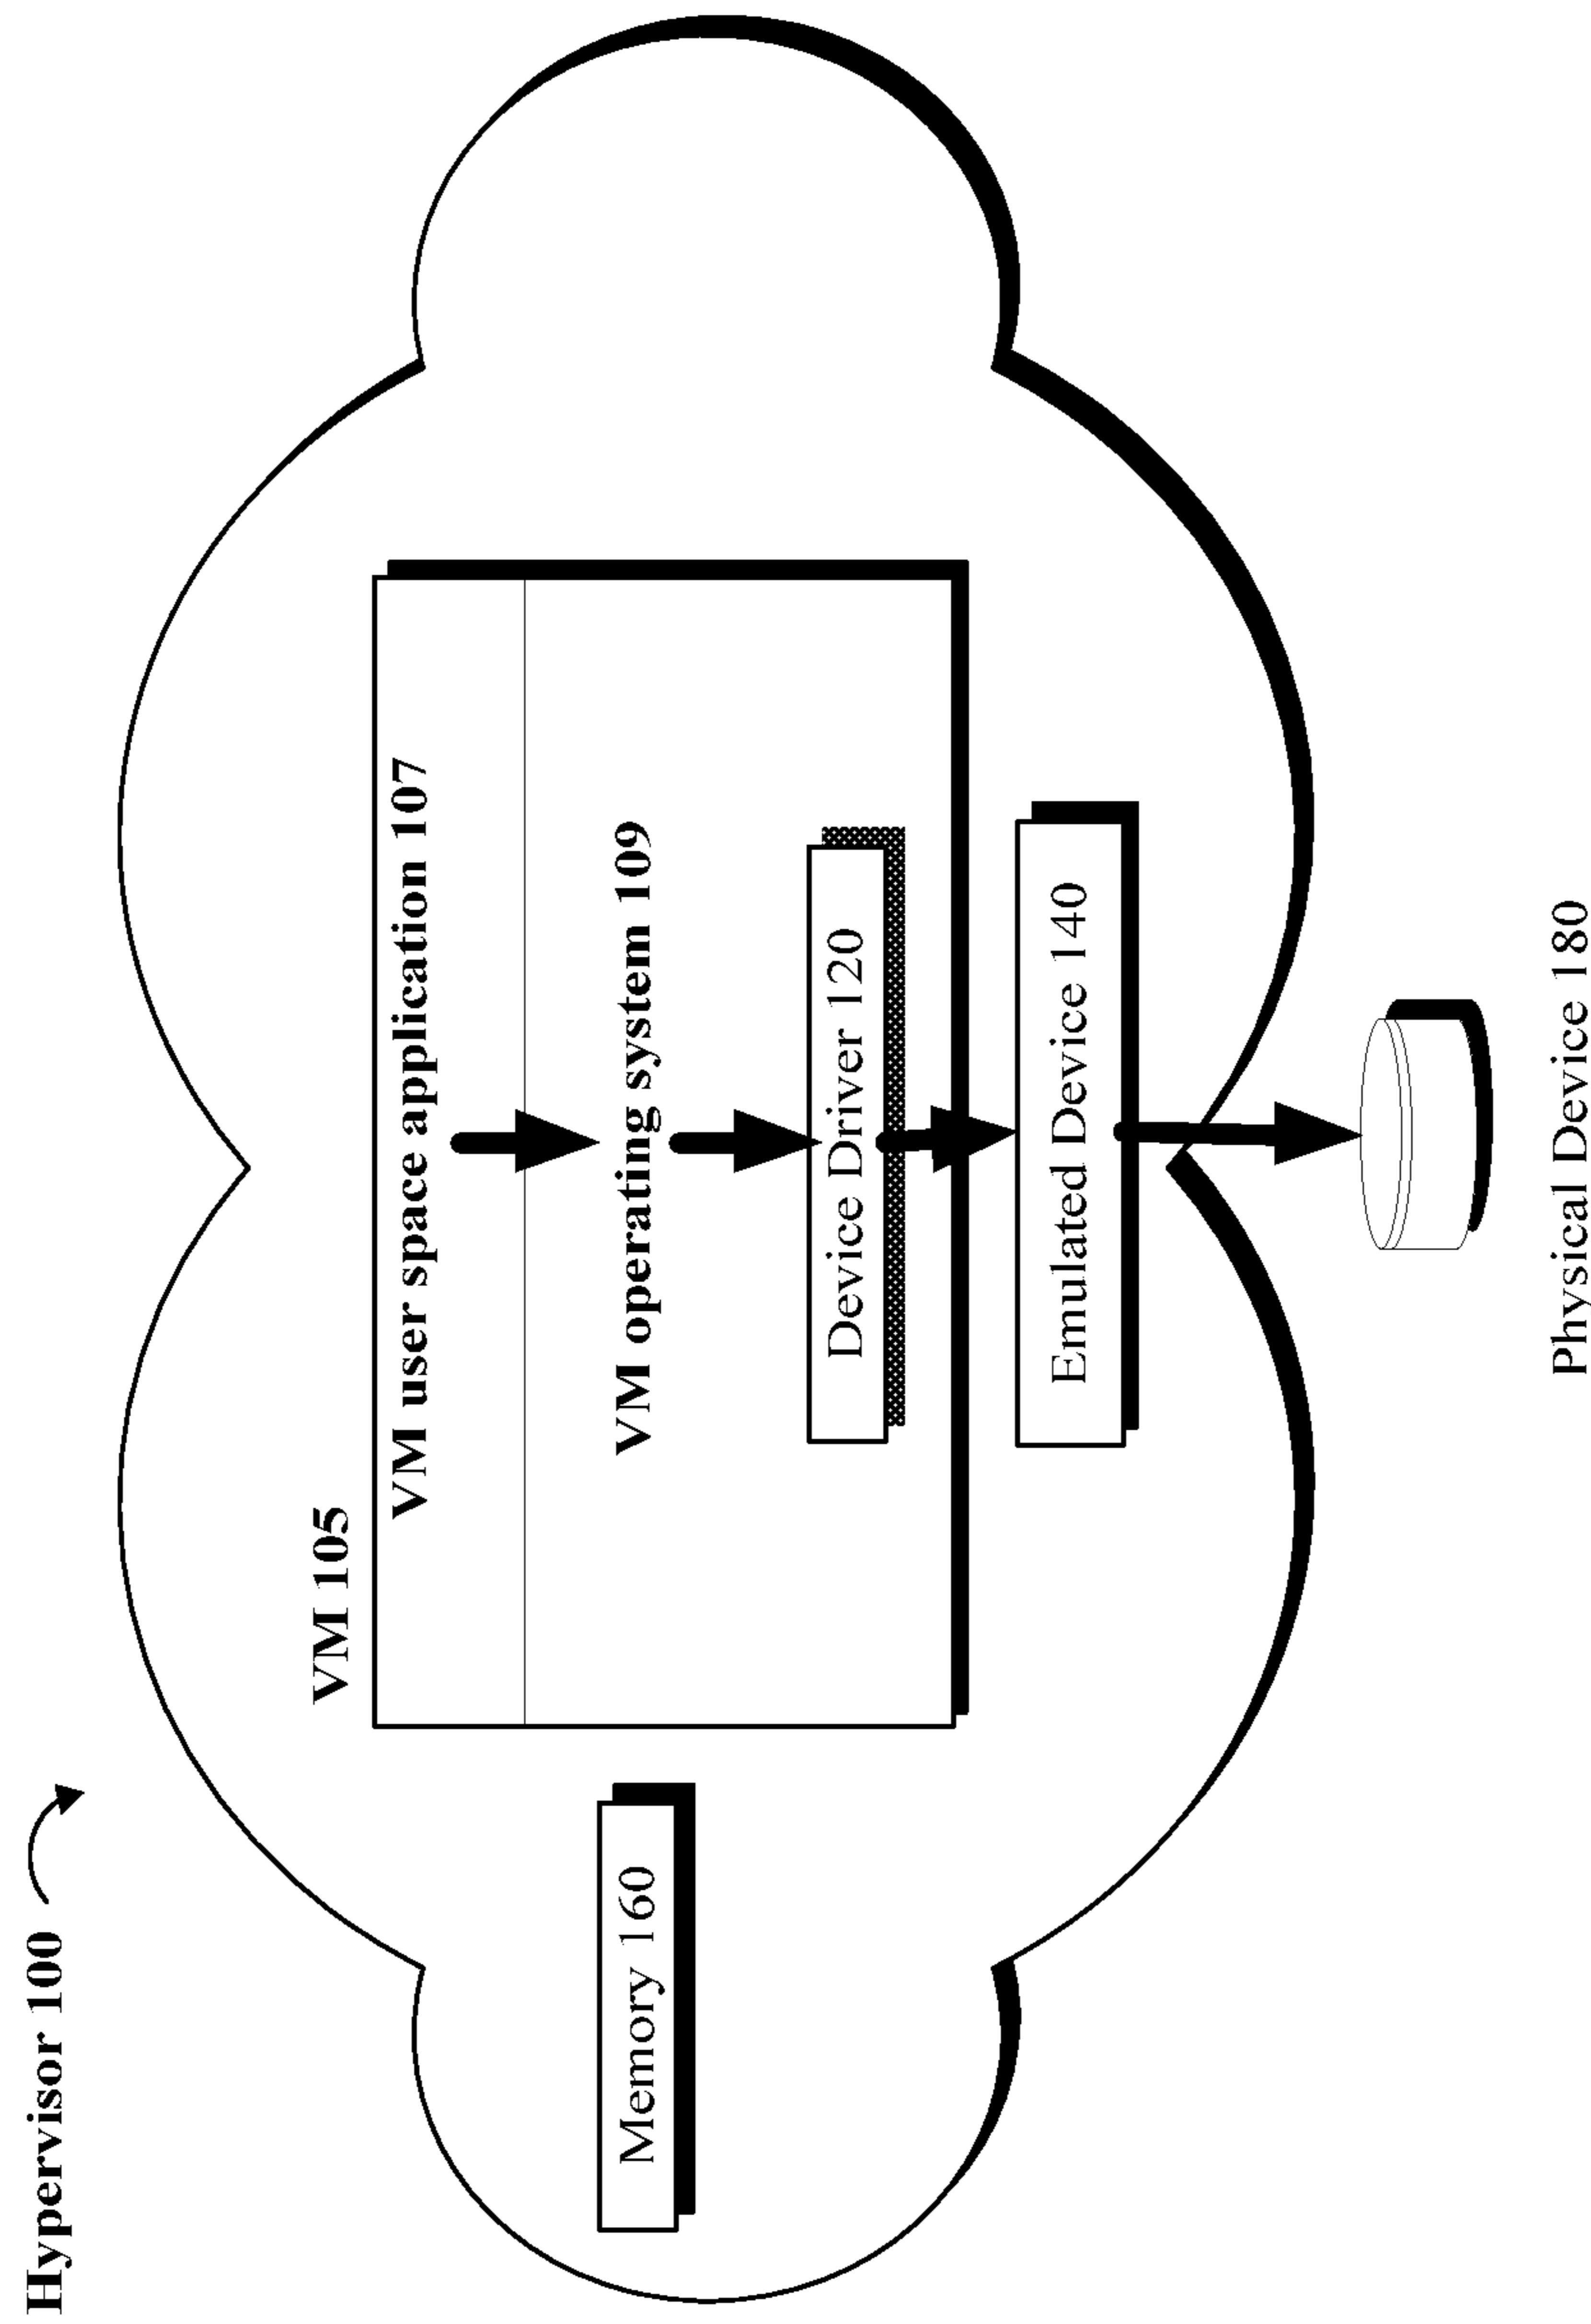 Hypervisor 100
VM 105
VM user space application 107
VM operating system 109
Memory 160
Device Driver 120
Emulated Device 140
Physical Device 180